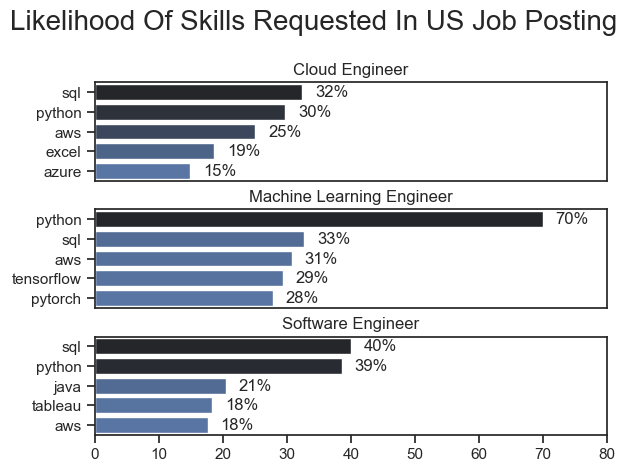 Likelihood Of Skills Requested In US Job Posting
Cloud Engineer
sql 32%
python 30%
aws 25%
excel 19%
azure 15%
Machine Learning Engineer
python 70%
sql 33%
aws 31%
tensorflow 29%
pytorch 28%
Software Engineer
sql 40%
python 39%
java 21%
tableau 18%
aws 18%
0 10 20 30 40 50 60 70 80